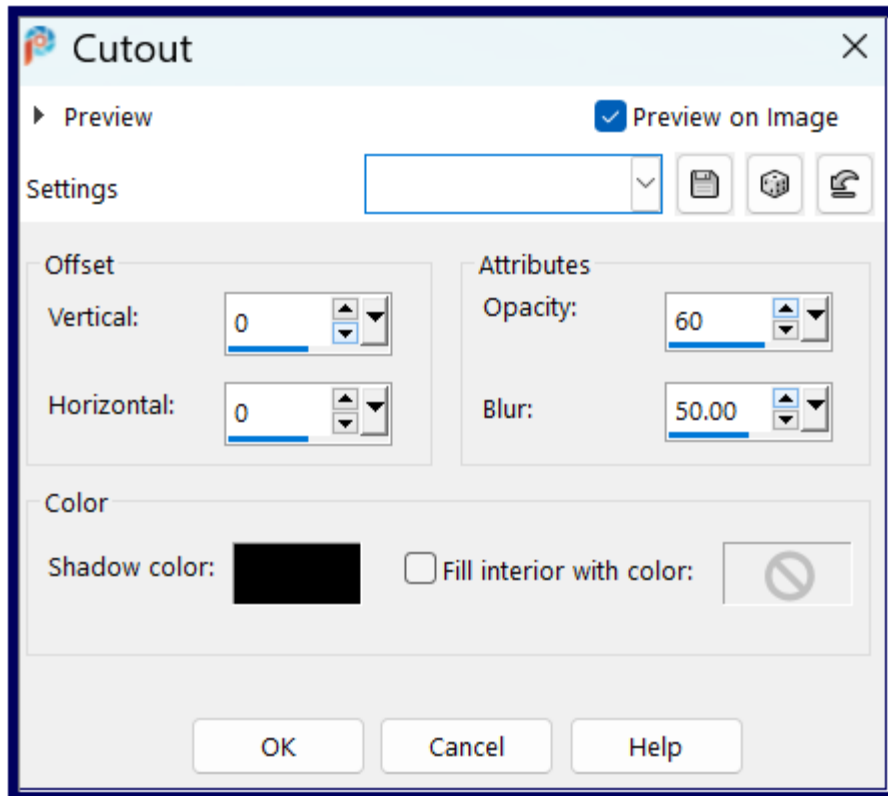 Cutout
Preview
Preview on Image
Settings
Offset
Attributes
Vertical: 0
Opacity: 60
Horizontal: 0
Blur: 50.00
Color
Shadow color:
Fill interior with color:
OK
Cancel
Help